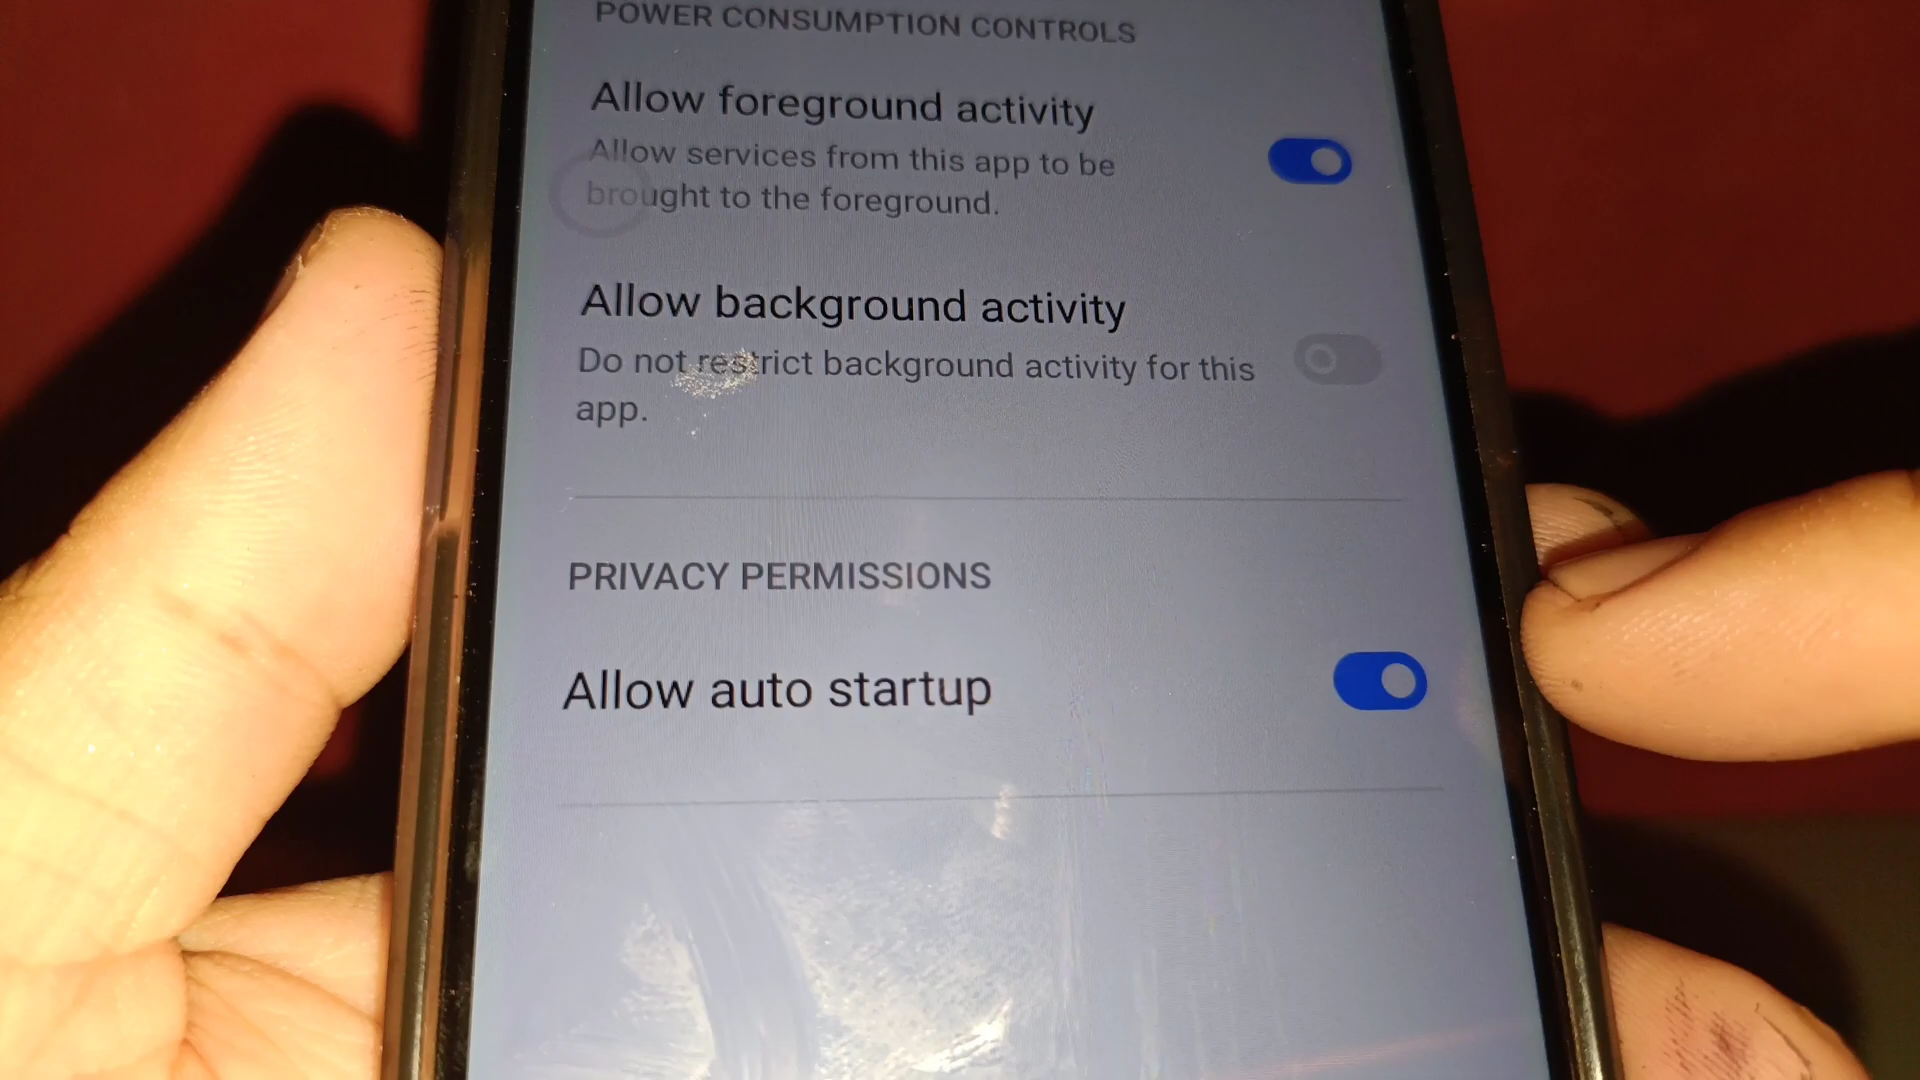 POWER CONSUMPTION CONTROLS
Allow foreground activity
Allow services from this app to be
brought to the foreground.
Allow background activity
Do not restrict background activity for this
app.
PRIVACY PERMISSIONS
Allow auto startup